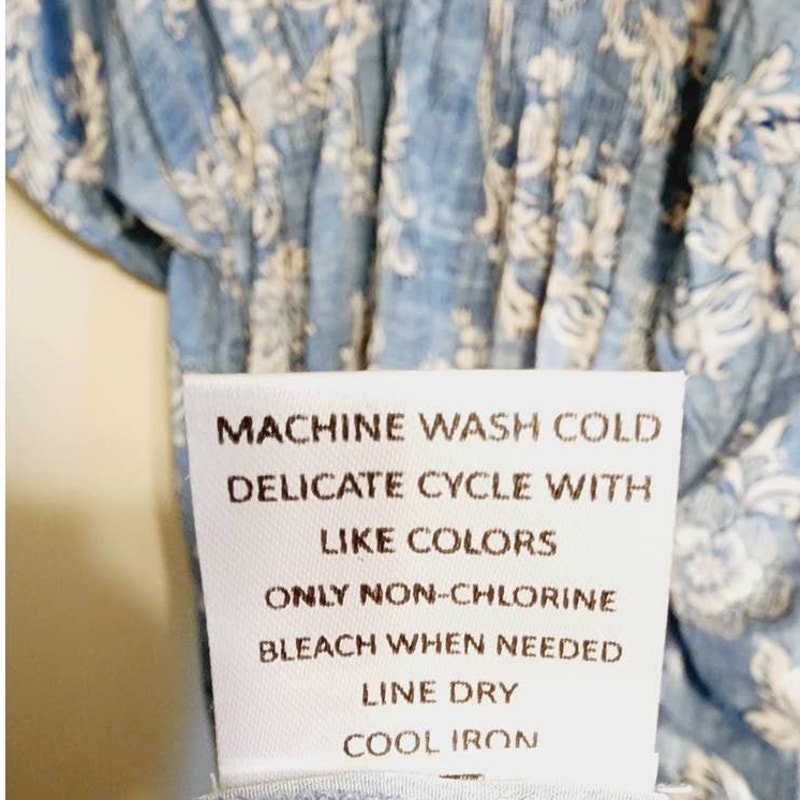 MACHINE WASH COLD
DELICATE CYCLE WITH
LIKE COLORS
ONLY NON-CHLORINE
BLEACH WHEN NEEDED
LINE DRY
COOL IRON